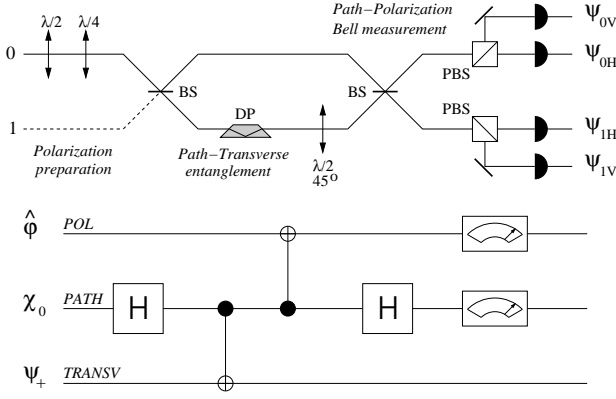 Path–Polarization
Bell measurement
λ/2 λ/4
Ψ0V
0
PBS
Ψ0H
BS
BS
DP
PBS
1
Ψ1H
Polarization
preparation
Path–Transverse
entanglement
λ/2
45º
Ψ1V
φ̂ POL
χ0 PATH H H
Ψ+ TRANSV